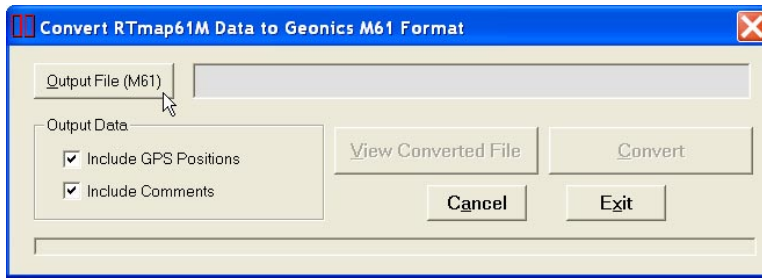 Convert RTmap61M Data to Geonics M61 Format
Output File (M61)
Output Data
Include GPS Positions
Include Comments
View Converted File
Convert
Cancel
Exit